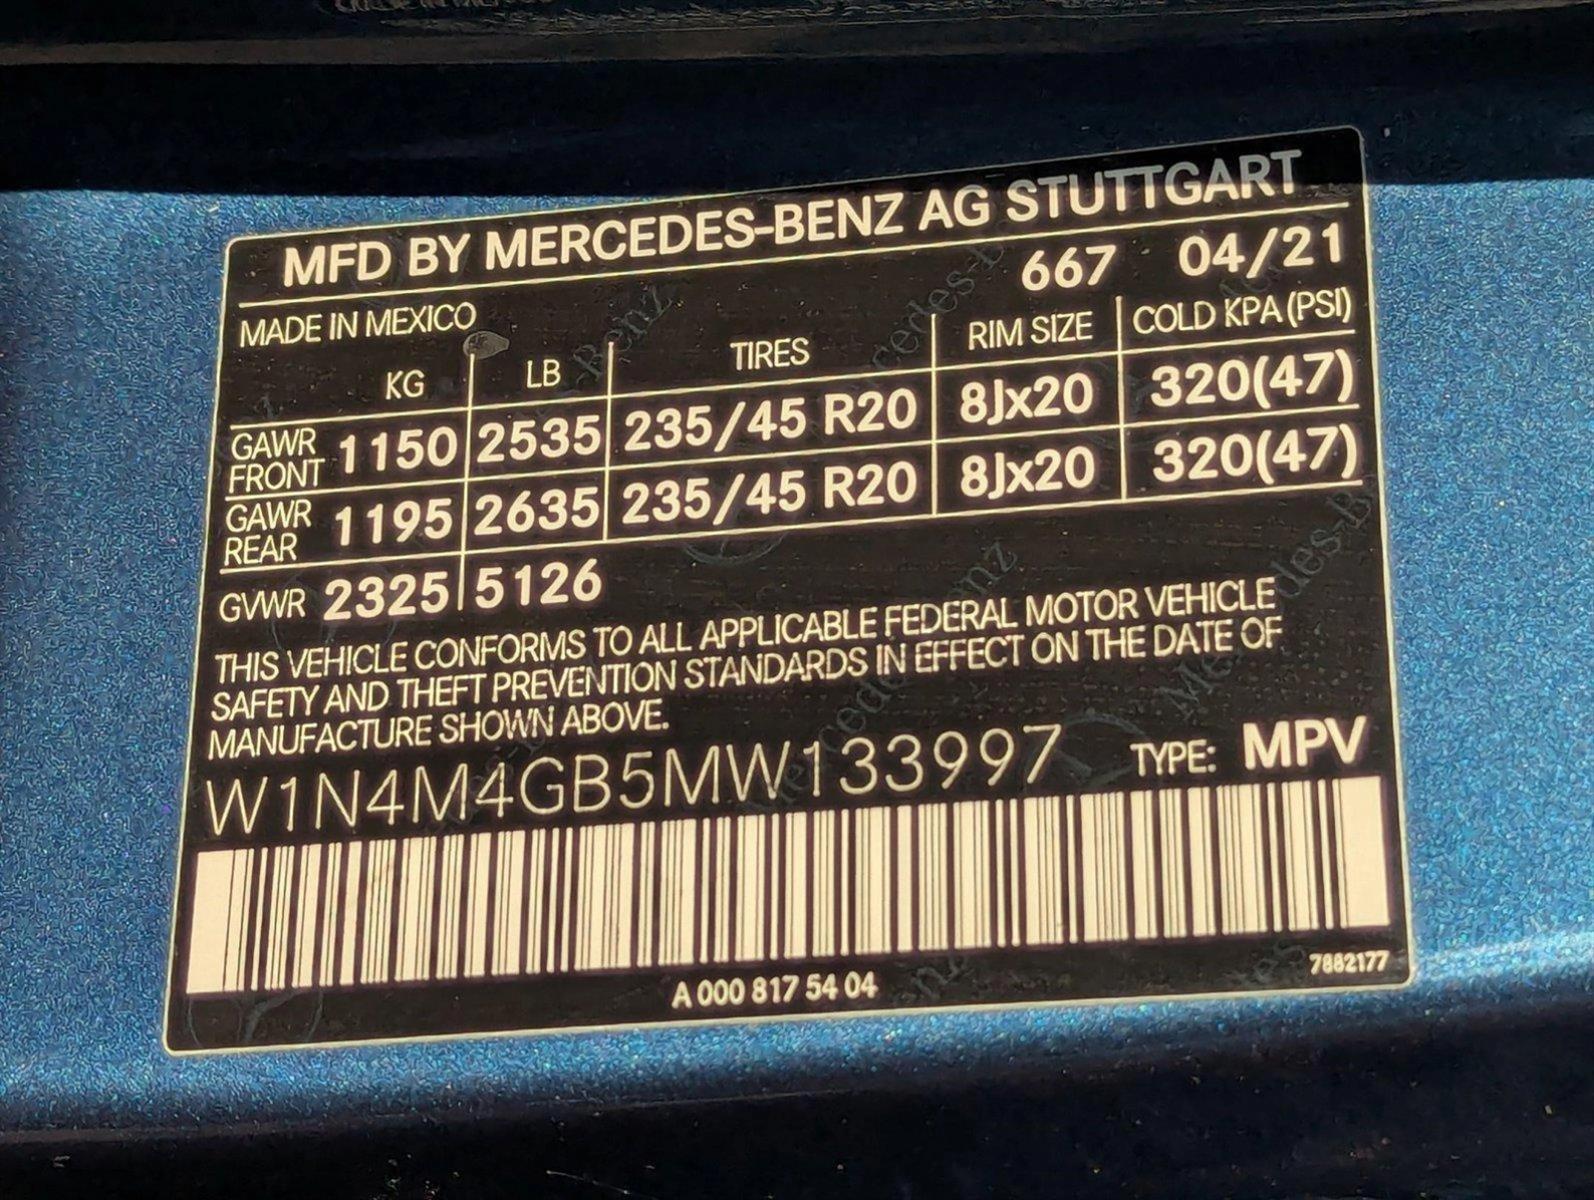 MFD BY MERCEDES-BENZ AG STUTTGART
667 04/21
MADE IN MEXICO
KG LB TIRES RIM SIZE COLD KPA (PSI)
GAWR FRONT 1150 2535 235/45 R20 8Jx20 320(47)
GAWR REAR 1195 2635 235/45 R20 8Jx20 320(47)
GVWR 2325 5126
THIS VEHICLE CONFORMS TO ALL APPLICABLE FEDERAL MOTOR VEHICLE
SAFETY AND THEFT PREVENTION STANDARDS IN EFFECT ON THE DATE OF
MANUFACTURE SHOWN ABOVE.
W1N4M4GB5MW133997 TYPE: MPV
A 000 817 54 04
7882177